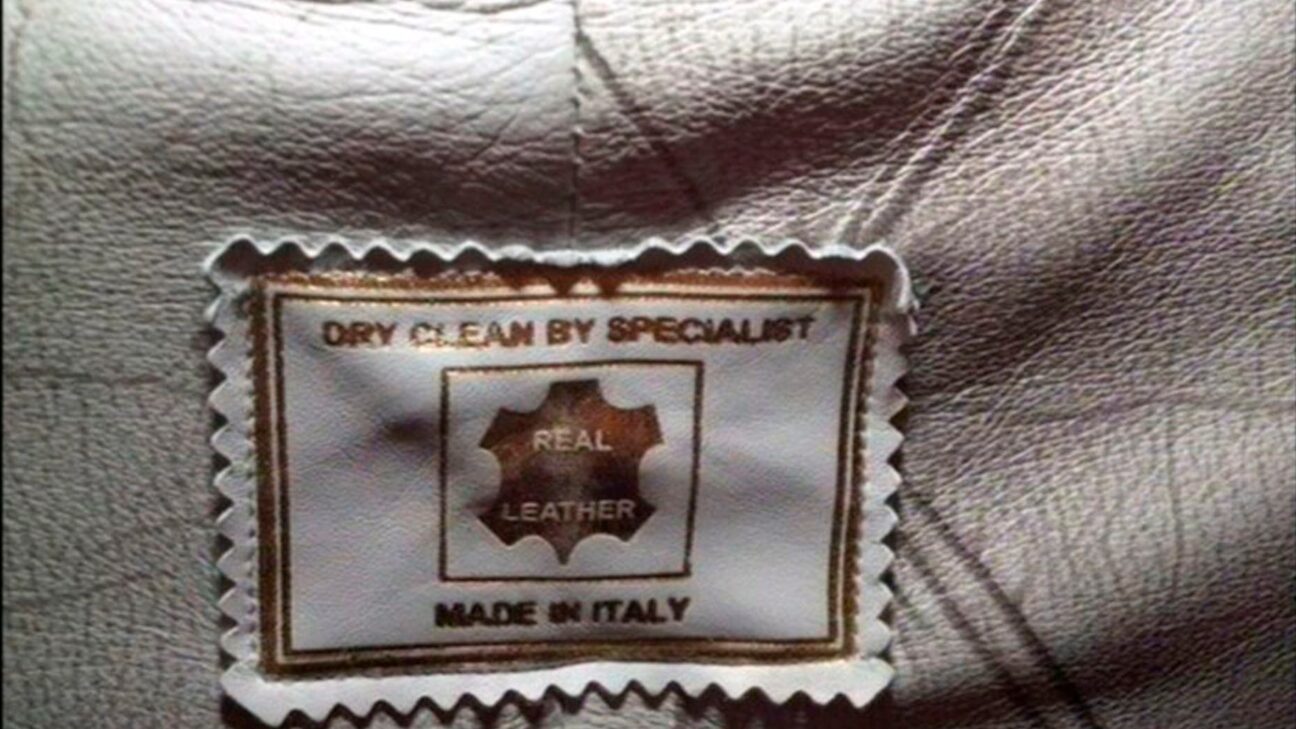 DRY CLEAN BY SPECIALIST
REAL
LEATHER
MADE IN ITALY